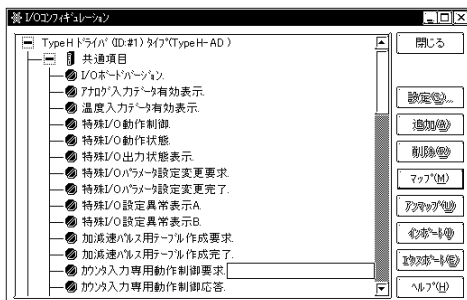 I/Oｺﾝﾌｨｷﾞｭﾚｰｼｮﾝ
TypeH ﾄﾞﾗｲﾊﾞ (ID:#1) ﾀｲﾌﾟ(TypeH-AD )
共通項目
I/Oﾎﾞｰﾄﾞﾊﾞｰｼﾞｮﾝ.
ｱﾅﾛｸﾞ入力ﾃﾞｰﾀ有効表示.
温度入力ﾃﾞｰﾀ有効表示.
特殊I/O動作制御.
特殊I/O動作状態.
特殊I/O出力状態表示.
特殊I/Oﾊﾟﾗﾒｰﾀ設定変更要求.
特殊I/Oﾊﾟﾗﾒｰﾀ設定変更完了.
特殊I/O設定異常表示A.
特殊I/O設定異常表示B.
加減速ﾊﾟﾙｽ用ﾃｰﾌﾞﾙ作成要求.
加減速ﾊﾟﾙｽ用ﾃｰﾌﾞﾙ作成完了.
ｶｳﾝﾀ入力専用動作制御要求.
ｶｳﾝﾀ入力専用動作制御応答.
閉じる
設定(S)...
追加(A)
削除(D)
ﾏｯﾌﾟ(M)
ｱﾝﾏｯﾌﾟ(U)
ｲﾝﾎﾟｰﾄ(I)
ｴｸｽﾎﾟｰﾄ(E)
ﾍﾙﾌﾟ(H)